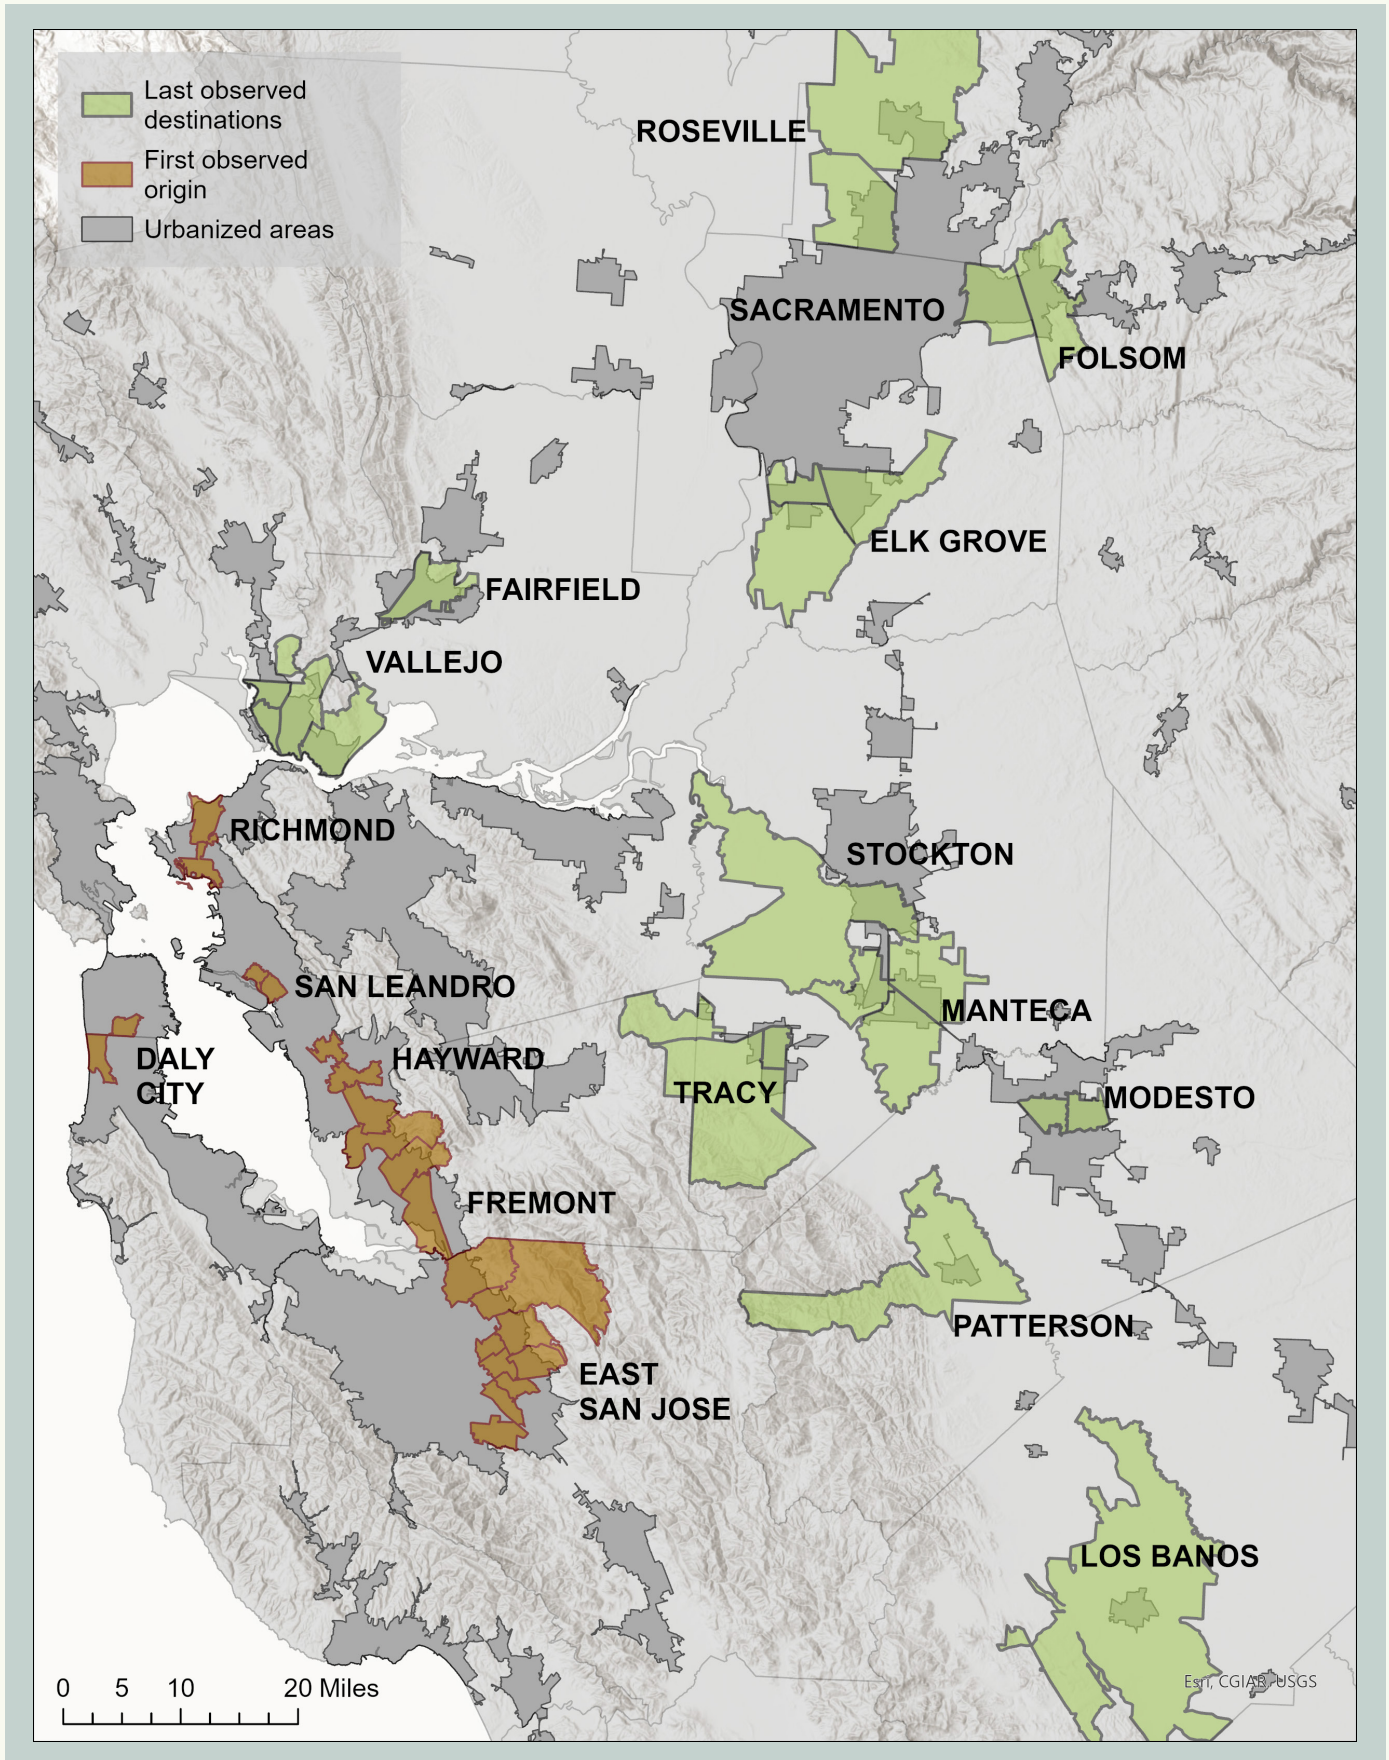 Last observed
destinations
First observed
origin
Urbanized areas
ROSEVILLE
SACRAMENTO
FOLSOM
ELK GROVE
FAIRFIELD
VALLEJO
RICHMOND
STOCKTON
SAN LEANDRO
MANTECA
DALY
CITY
HAYWARD
TRACY
MODESTO
FREMONT
PATTERSON
EAST
SAN JOSE
LOS BANOS
0 5 10 20 Miles
Esri, CGIAR, USGS